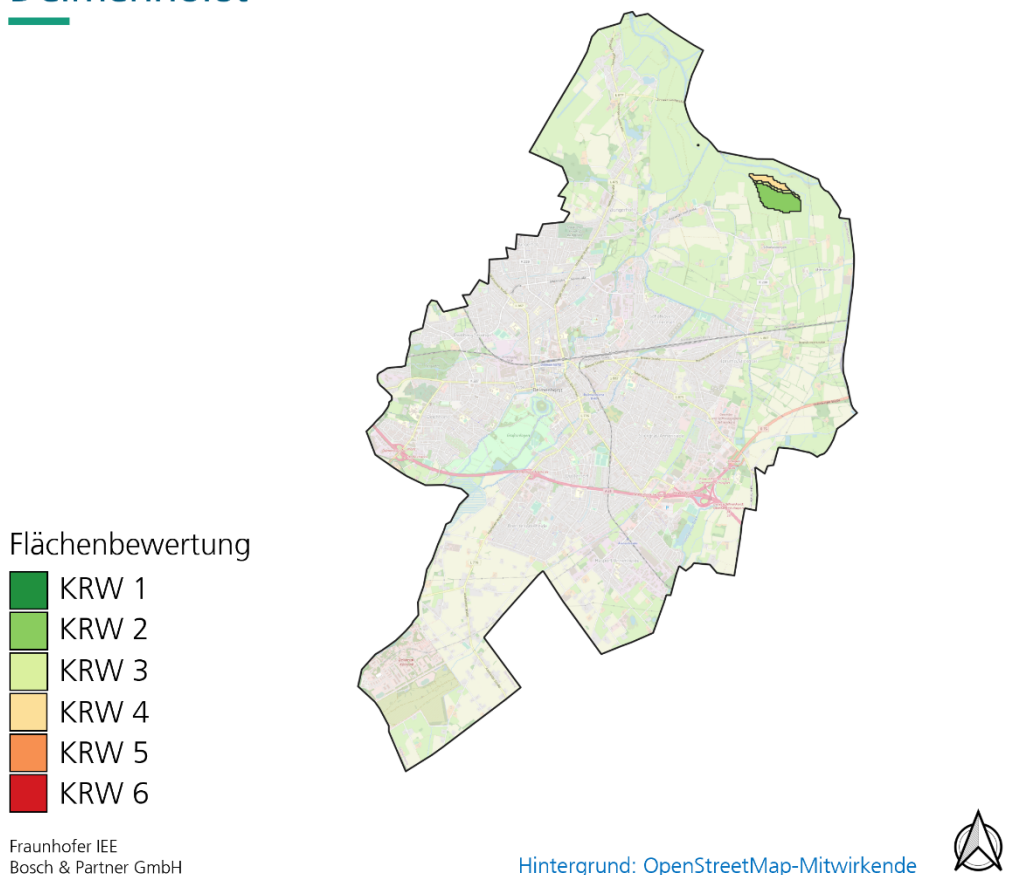 Delmenhorst
Flächenbewertung
KRW 1
KRW 2
KRW 3
KRW 4
KRW 5
KRW 6
Fraunhofer IEE
Bosch & Partner GmbH
Hintergrund: OpenStreetMap-Mitwirkende